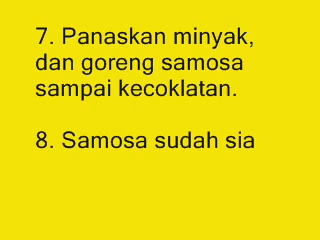 7. Panaskan minyak,
dan goreng samosa
sampai kecoklatan.
8. Samosa sudah sia